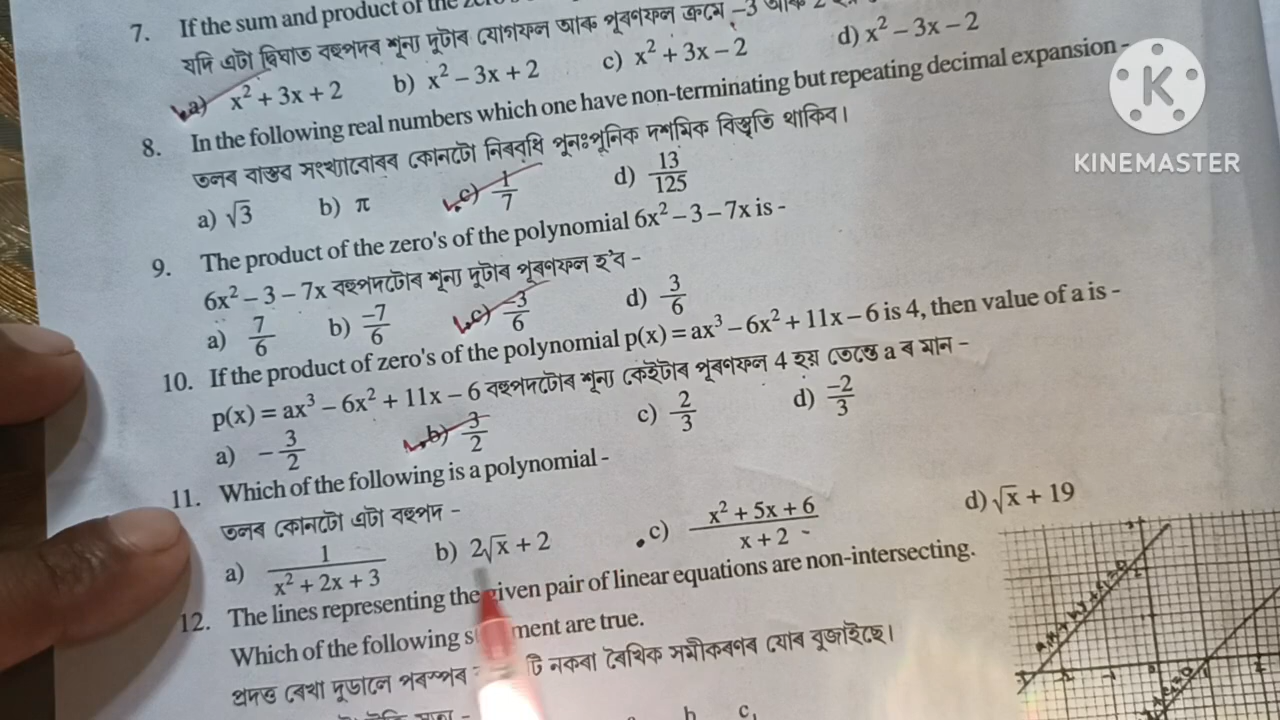 7. If the sum and product of the zero's
যদি এটা দ্বিঘাত বহুপদৰ শূন্য দুটাৰ যোগফল আৰু পূৰণফল ক্ৰমে -3 আৰু 2
a) x² + 3x + 2 b) x² – 3x + 2 c) x² + 3x – 2 d) x² – 3x – 2
8. In the following real numbers which one have non-terminating but repeating decimal expansion -
তলৰ বাস্তৱ সংখ্যাবোৰৰ কোনটো নিৰবধি পুনঃপুনিক দশমিক বিস্তৃতি থাকিব।
a) √3 b) π c) 1/7 d) 13/125
9. The product of the zero's of the polynomial 6x² – 3 – 7x is -
6x² – 3 – 7x বহুপদটোৰ শূন্য দুটাৰ পূৰণফল হ'ব -
a) 7/6 b) -7/6 c) -3/6 d) 3/6
10. If the product of zero's of the polynomial p(x) = ax³ – 6x² + 11x – 6 is 4, then value of a is -
p(x) = ax³ – 6x² + 11x – 6 বহুপদটোৰ শূন্য কেইটাৰ পূৰণফল 4 হয় তেন্তে a ৰ মান -
a) -3/2 b) 3/2 c) 2/3 d) -2/3
11. Which of the following is a polynomial -
তলৰ কোনটো এটা বহুপদ -
a) 1/(x² + 2x + 3) b) 2√x + 2 c) (x² + 5x + 6)/(x + 2) d) √x + 19
12. The lines representing the given pair of linear equations are non-intersecting.
Which of the following ment are true.
প্ৰদত্ত ৰেখা দুডালে পৰস্পৰ টি নকৰা ৰৈখিক সমীকৰণৰ যোৰ বুজাইছে।
K
KINEMASTER